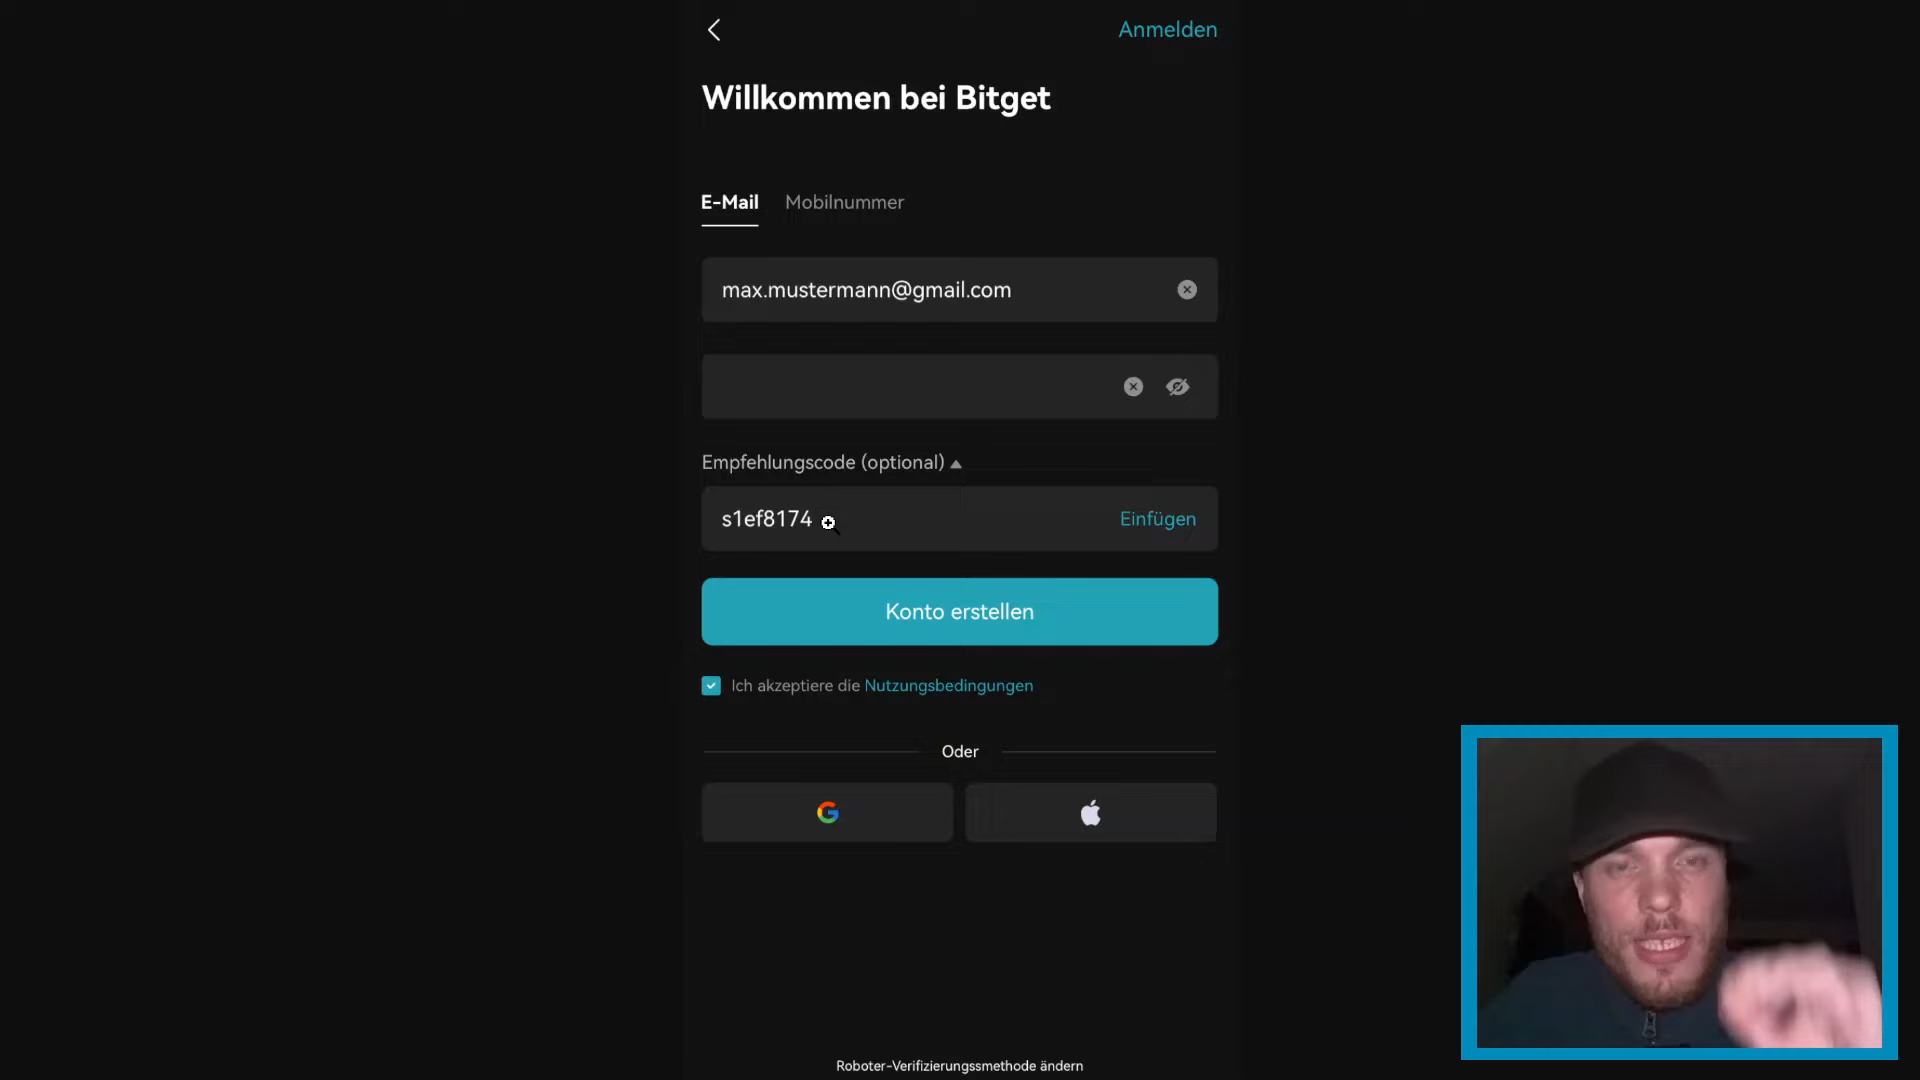 Anmelden
Willkommen bei Bitget
E-Mail Mobilnummer
max.mustermann@gmail.com
Empfehlungscode (optional)
s1ef8174 Einfügen
Konto erstellen
Ich akzeptiere die Nutzungsbedingungen
Oder
Roboter-Verifizierungssmethode ändern